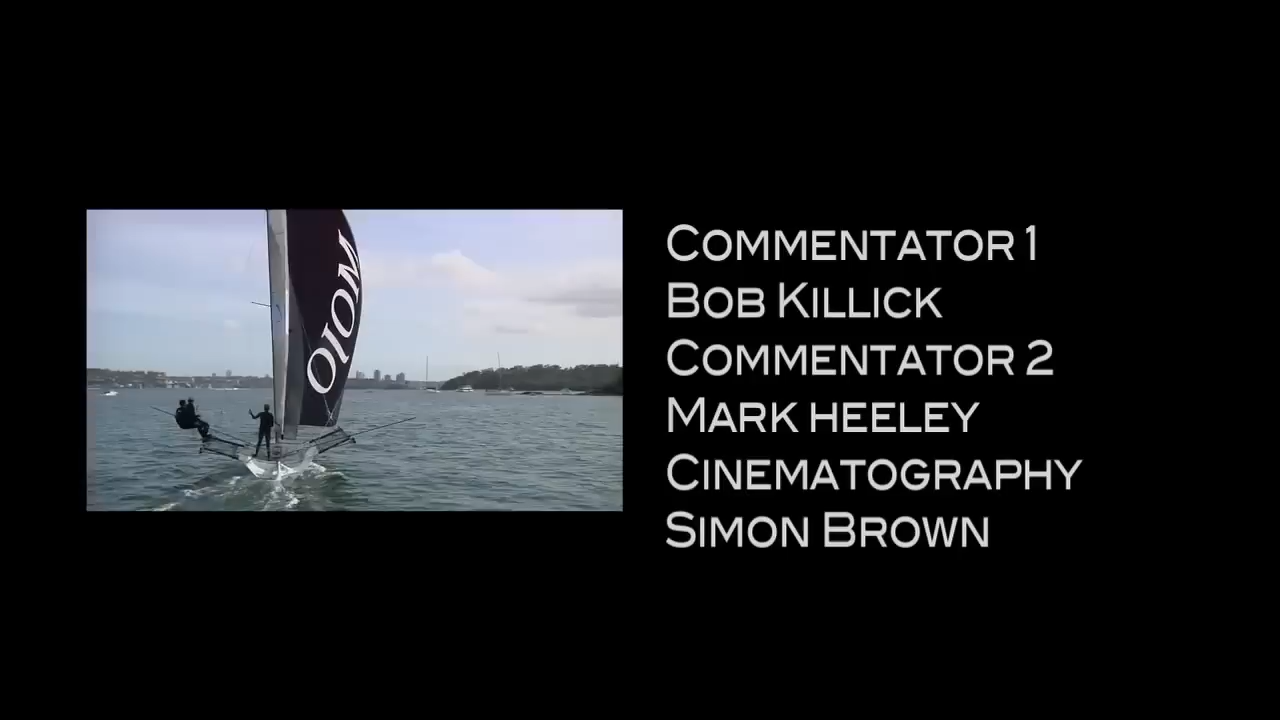 COMMENTATOR 1
BOB KILLICK
COMMENTATOR 2
MARK HEELEY
CINEMATOGRAPHY
SIMON BROWN